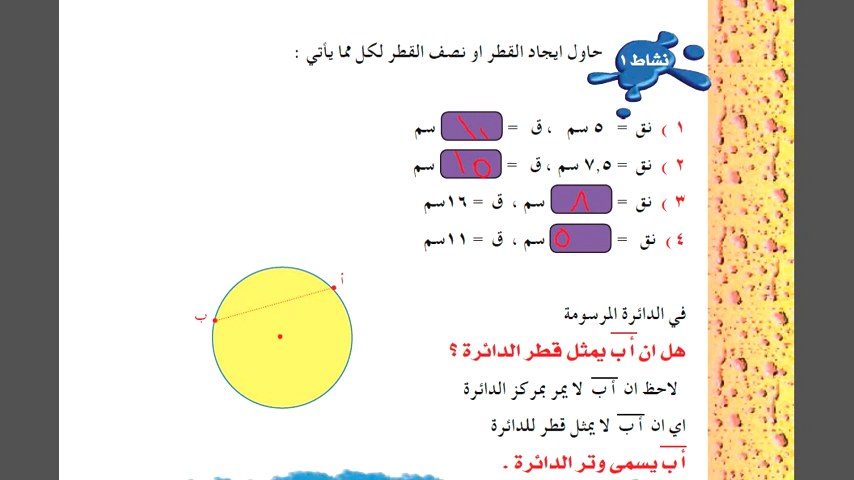 نشاط ١
حاول ايجاد القطر او نصف القطر لكل مما يأتي :
١ ) نق = ٥ سم ، ق = ١٠ سم
٢ ) نق = ٧,٥ سم ، ق = ١٥ سم
٣ ) نق = ٨ سم ، ق = ١٦سم
٤ ) نق = ٥ سم ، ق = ١١سم
أ
ب
في الدائرة المرسومة
هل ان أب يمثل قطر الدائرة ؟
لاحظ ان أب لا يمر بمركز الدائرة
اي ان أب لا يمثل قطر للدائرة
أب يسمى وتر الدائرة .